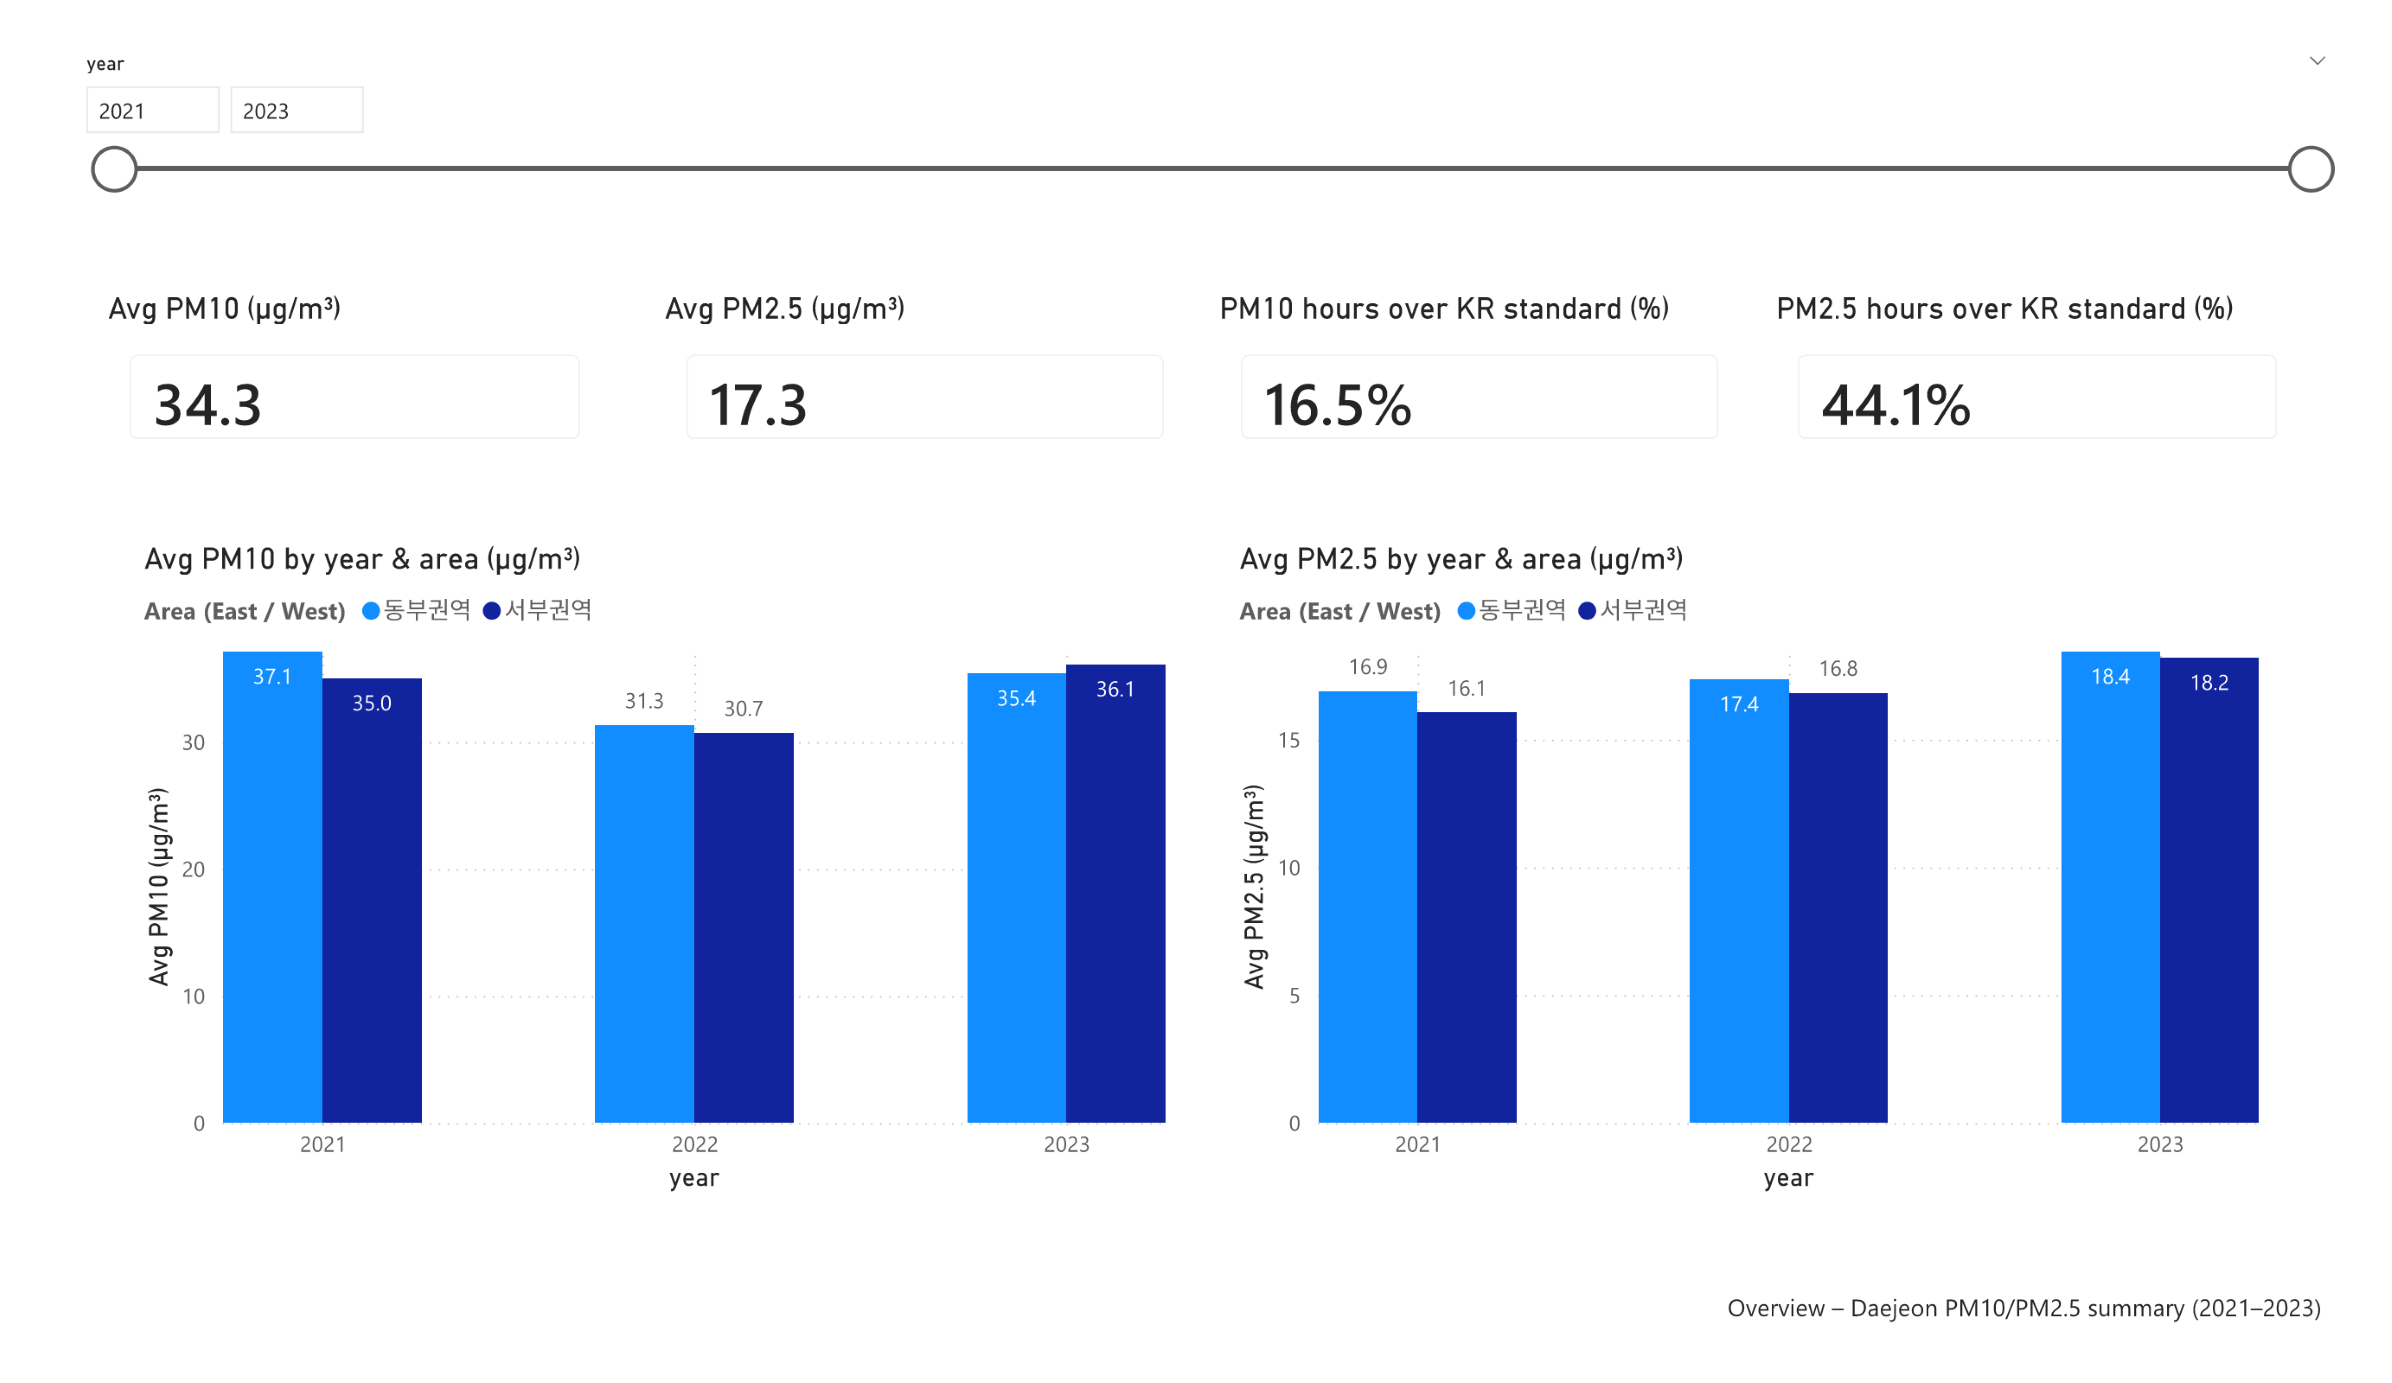 year
2021 2023
Avg PM10 (µg/m³) Avg PM2.5 (µg/m³) PM10 hours over KR standard (%) PM2.5 hours over KR standard (%)
34.3 17.3 16.5% 44.1%
Avg PM10 by year & area (µg/m³)
Area (East / West) 동부권역 서부권역
37.1 35.0 31.3 30.7 35.4 36.1
30
20
10
0
Avg PM10 (µg/m³)
2021 2022 2023
year
Avg PM2.5 by year & area (µg/m³)
Area (East / West) 동부권역 서부권역
16.9 16.1 17.4 16.8 18.4 18.2
15
10
5
0
Avg PM2.5 (µg/m³)
2021 2022 2023
year
Overview – Daejeon PM10/PM2.5 summary (2021–2023)